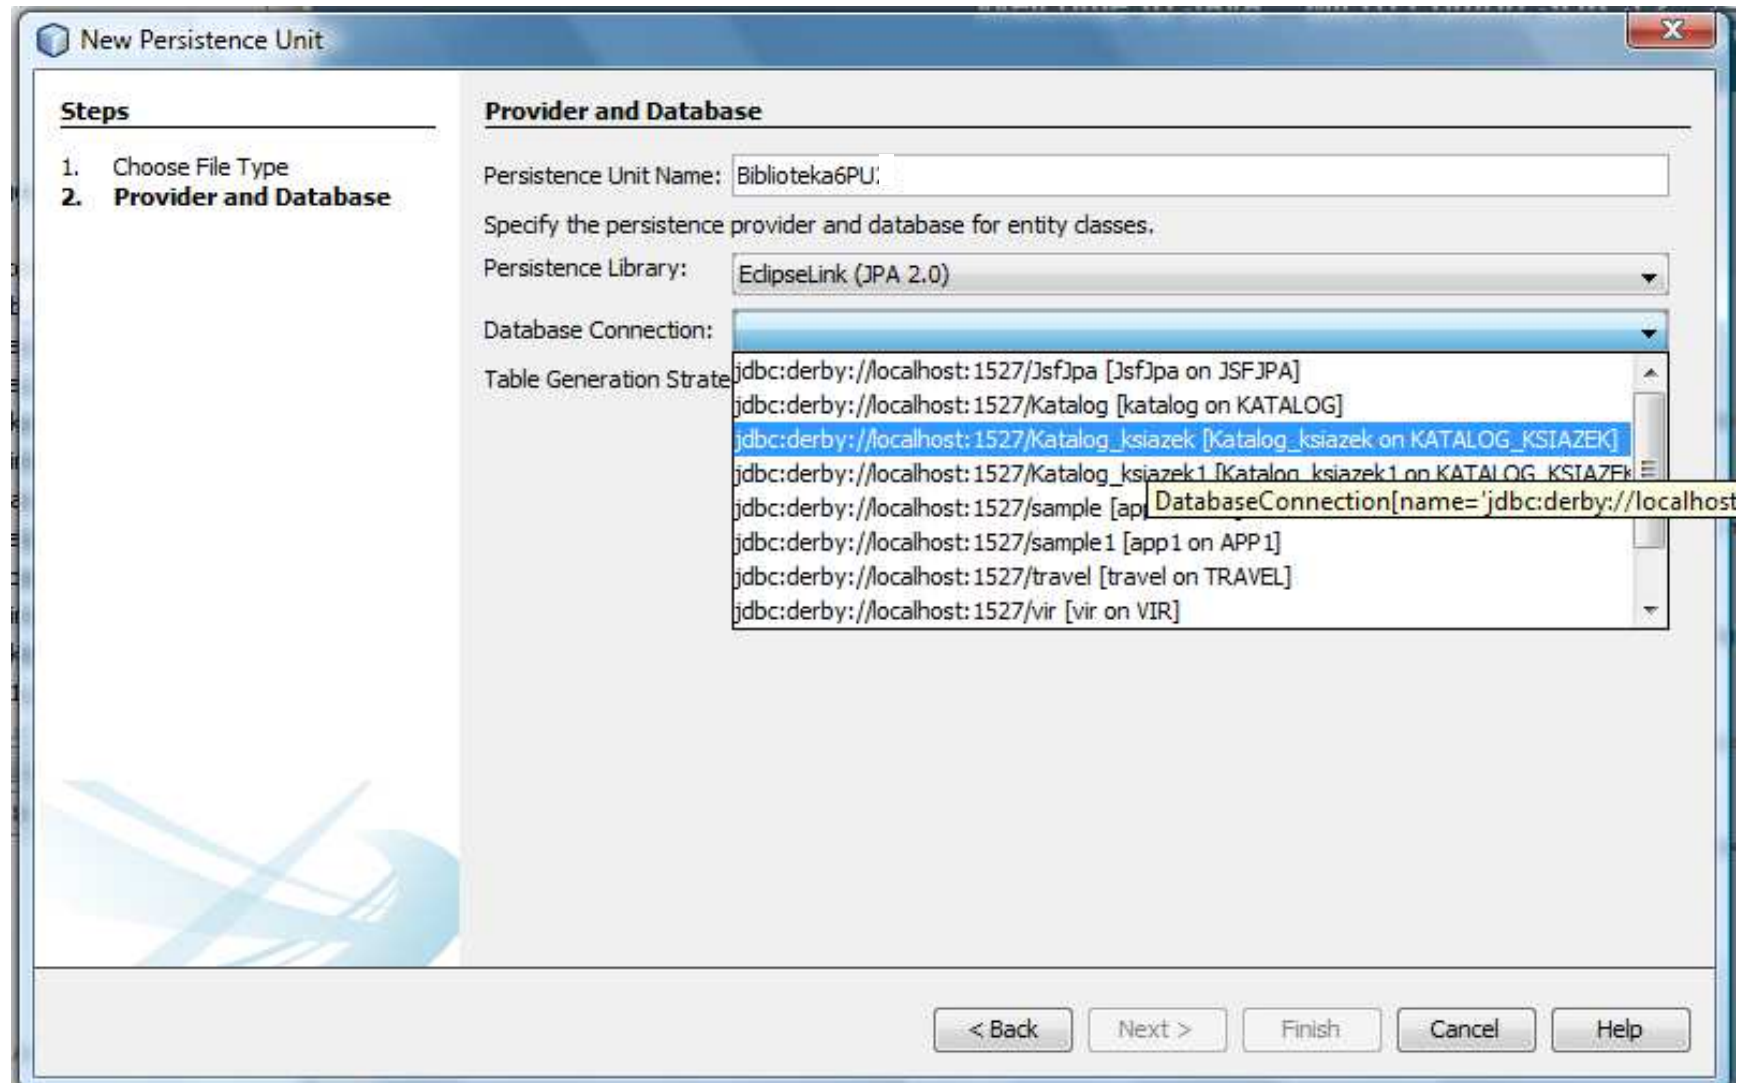 New Persistence Unit
Steps
1. Choose File Type
2. Provider and Database
Provider and Database
Persistence Unit Name: Biblioteka6PU
Specify the persistence provider and database for entity classes.
Persistence Library: EclipseLink (JPA 2.0)
Database Connection:
Table Generation Strate
jdbc:derby://localhost:1527/JsfJpa [JsfJpa on JSFJPA]
jdbc:derby://localhost:1527/Katalog [katalog on KATALOG]
jdbc:derby://localhost:1527/Katalog_ksiazek [Katalog_ksiazek on KATALOG_KSIAZEK]
jdbc:derby://localhost:1527/Katalog_ksiazek1 [Katalog_ksiazek1 on KATALOG_KSIAZEK
DatabaseConnection[name='jdbc:derby://localhost
jdbc:derby://localhost:1527/sample [ap
jdbc:derby://localhost:1527/sample1 [app1 on APP1]
jdbc:derby://localhost:1527/travel [travel on TRAVEL]
jdbc:derby://localhost:1527/vir [vir on VIR]
< Back
Next >
Finish
Cancel
Help